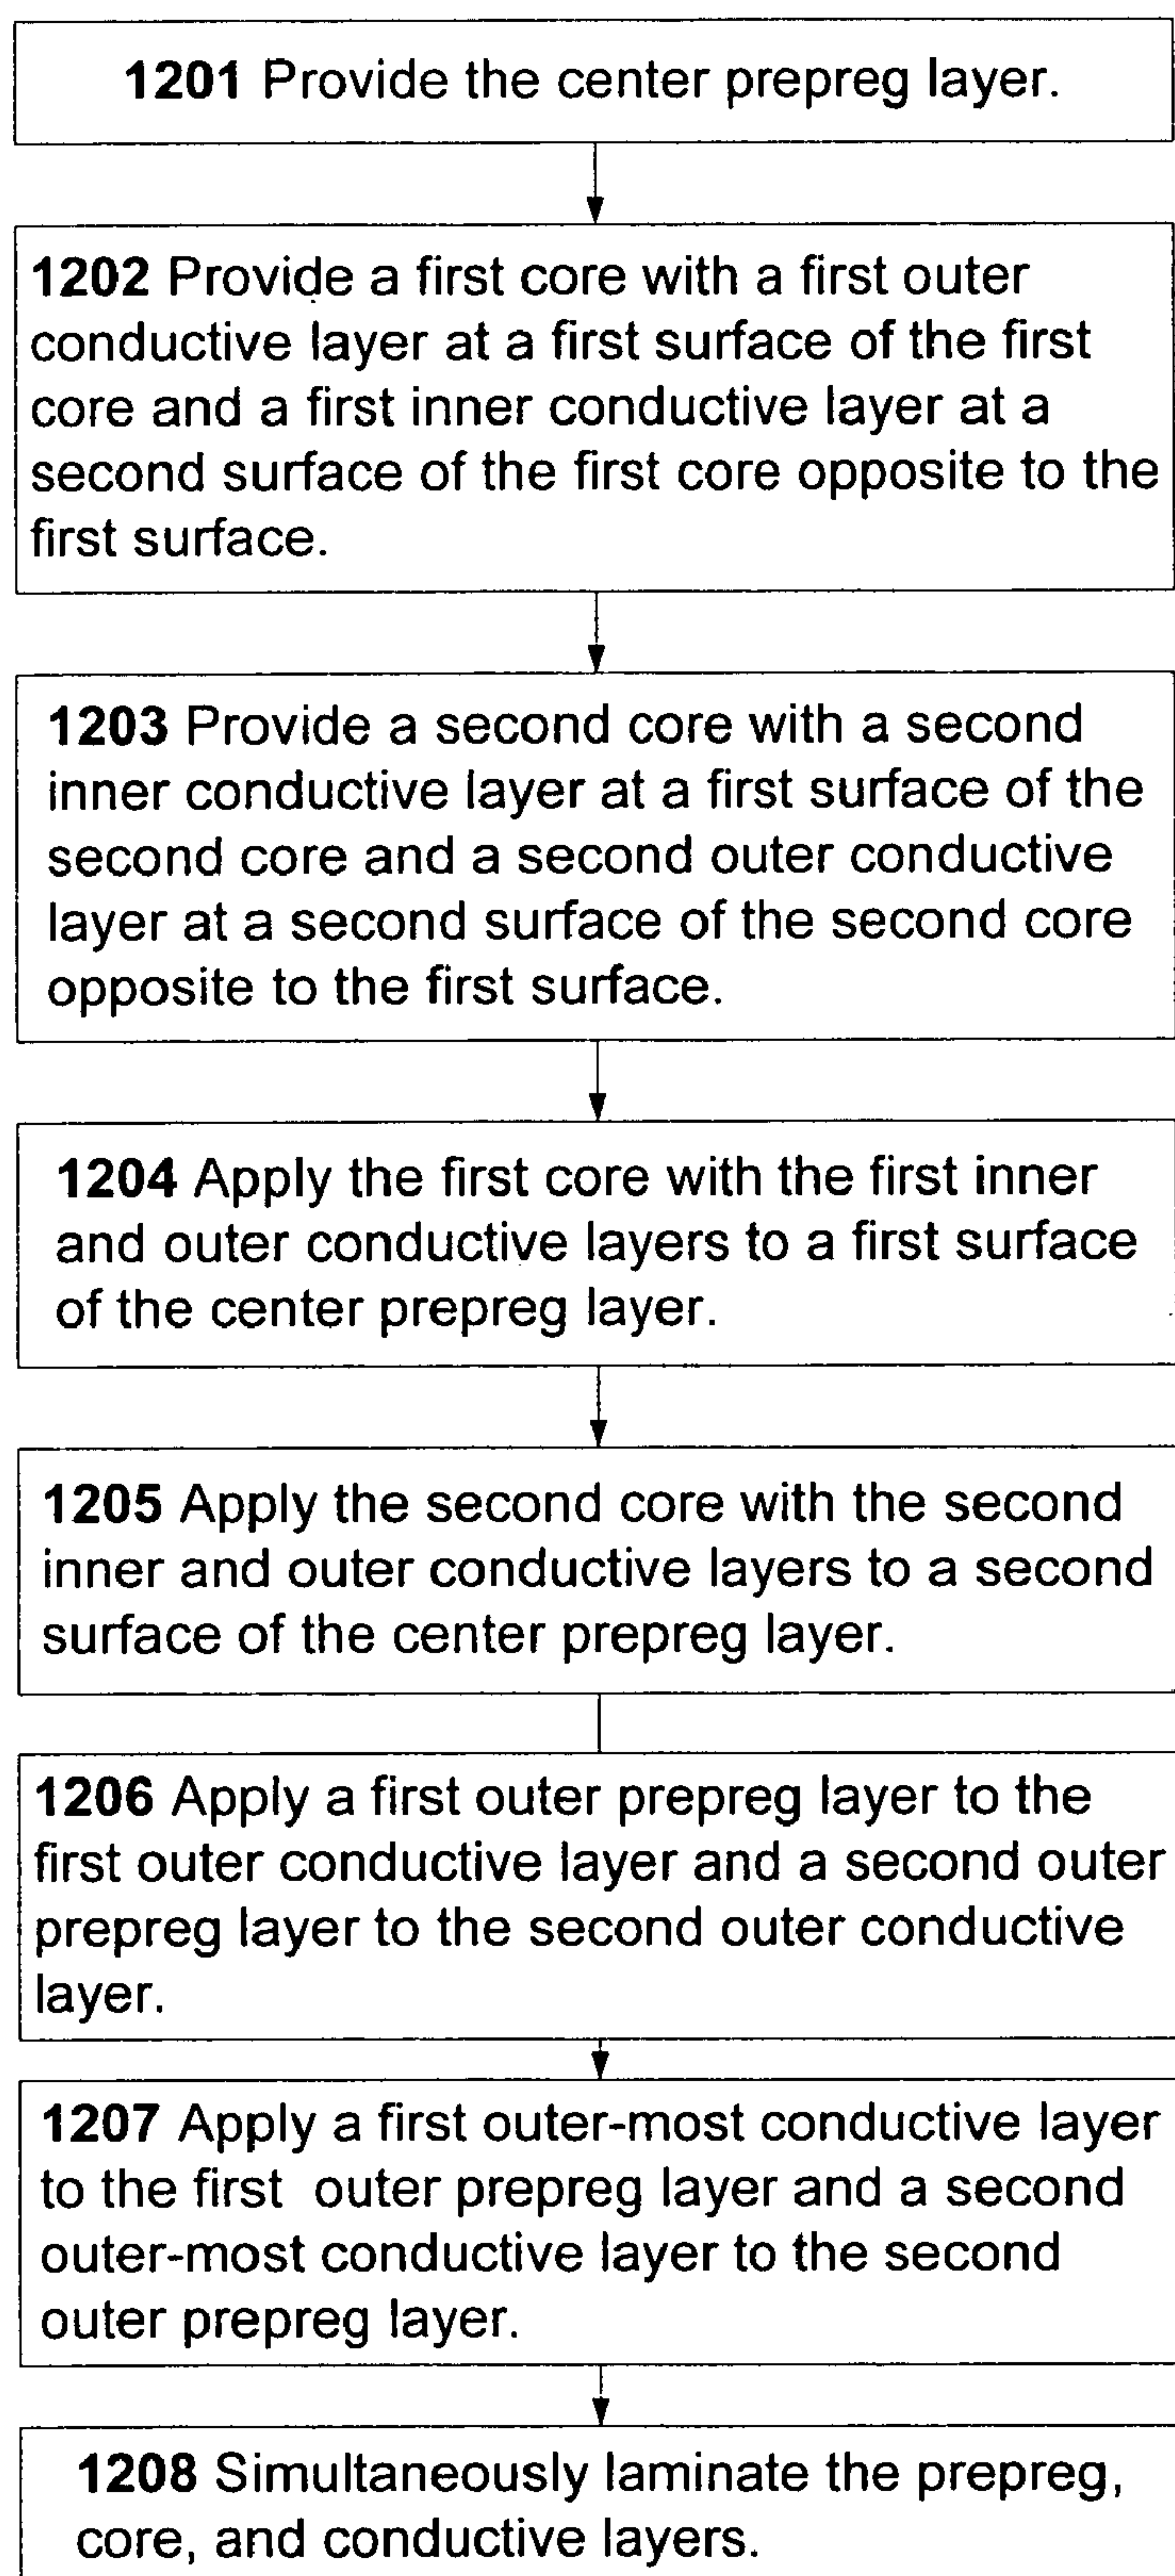 1201 Provide the center prepreg layer.
1202 Provide a first core with a first outer
conductive layer at a first surface of the first
core and a first inner conductive layer at a
second surface of the first core opposite to the
first surface.
1203 Provide a second core with a second
inner conductive layer at a first surface of the
second core and a second outer conductive
layer at a second surface of the second core
opposite to the first surface.
1204 Apply the first core with the first inner
and outer conductive layers to a first surface
of the center prepreg layer.
1205 Apply the second core with the second
inner and outer conductive layers to a second
surface of the center prepreg layer.
1206 Apply a first outer prepreg layer to the
first outer conductive layer and a second outer
prepreg layer to the second outer conductive
layer.
1207 Apply a first outer-most conductive layer
to the first outer prepreg layer and a second
outer-most conductive layer to the second
outer prepreg layer.
1208 Simultaneously laminate the prepreg,
core, and conductive layers.